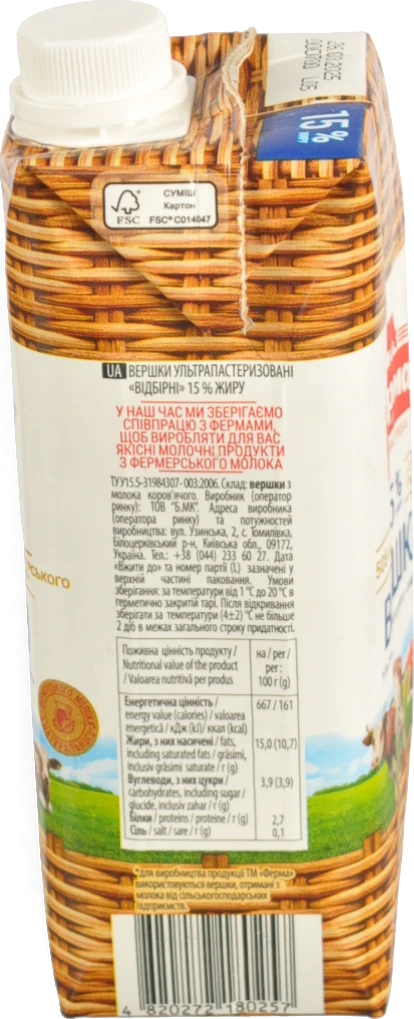 26.03.2025
15%
СУМІШ
Картон
FSC
FSC® C014047
UA ВЕРШКИ УЛЬТРАПАСТЕРИЗОВАНІ
«ВІДБІРНІ» 15 % ЖИРУ
У НАШ ЧАС МИ ЗБЕРІГАЄМО
СПІВПРАЦЮ З ФЕРМАМИ,
ЩОБ ВИРОБЛЯТИ ДЛЯ ВАС
ЯКІСНІ МОЛОЧНІ ПРОДУКТИ
З ФЕРМЕРСЬКОГО МОЛОКА
ТУ У15.5-31984307- 003:2006. Склад: вершки з
молока коров'ячого. Виробник (оператор
ринку): ТОВ "Б.МК". Адреса виробника
(оператора ринку) та потужностей
виробництва: вул. Узинська, 2, с. Томилівка,
Білоцерківський р-н, Київська обл., 09172,
Україна. Тел.: +38 (044) 233 60 27. Дата
«Вжити до» та номер партії (L) зазначені у
верхній частині паковання. Умови
зберігання: за температури від 1 °С до 20 °С в
герметично закритій тарі. Після відкривання
зберігати за температури (4±2) °С не більше
2 діб в межах загального строку придатності.
Поживна цінність продукту /
Nutritional value of the product
/ Valoarea nutritivă per produs
на / per /
per :
100 г (g)
Енергетична цінність /
energy value (calories) / valoarea
energetică / кДж (kJ)/ ккал (kcal)
667 / 161
Жири, з них насичені / fats,
including saturated fats / grăsimi,
inclusiv grăsimi saturate / г (g)
15,0 (10,7)
Вуглеводи, з них цукри /
carbohydrates, including sugar /
glucide, inclusiv zahar / г (g)
3,9 (3,9)
Білки / proteins / proteine / г (g) 2,7
Сіль / salt / sare / г (g) 0,1
*для виробництва продукції ТМ «Ферма»
використовуються вершки, отримані з
молока від сільськогосподарських
підприємств.
4 820272 180257